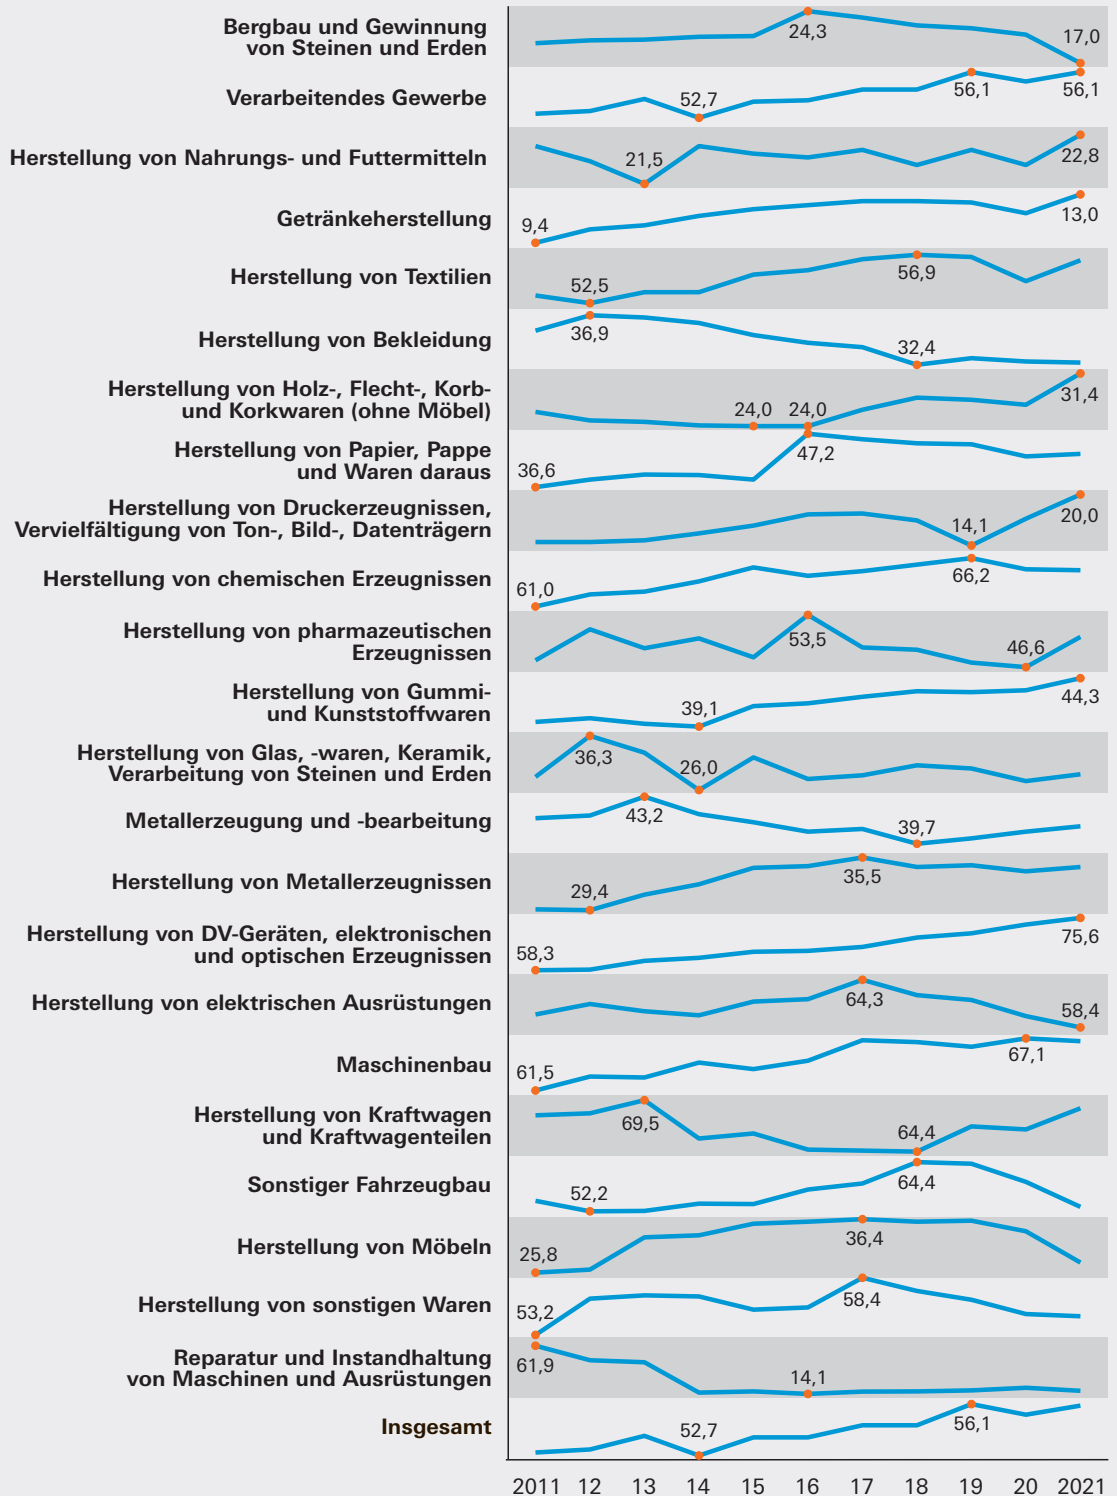 Bergbau und Gewinnung
von Steinen und Erden
24,3
17,0
Verarbeitendes Gewerbe
52,7
56,1
56,1
Herstellung von Nahrungs- und Futtermitteln
21,5
22,8
Getränkeherstellung
9,4
13,0
Herstellung von Textilien
52,5
56,9
Herstellung von Bekleidung
36,9
32,4
Herstellung von Holz-, Flecht-, Korb-
und Korkwaren (ohne Möbel)
24,0
24,0
31,4
Herstellung von Papier, Pappe
und Waren daraus
36,6
47,2
Herstellung von Druckerzeugnissen,
Vervielfältigung von Ton-, Bild-, Datenträgern
14,1
20,0
Herstellung von chemischen Erzeugnissen
61,0
66,2
Herstellung von pharmazeutischen
Erzeugnissen
53,5
46,6
Herstellung von Gummi-
und Kunststoffwaren
39,1
44,3
Herstellung von Glas, -waren, Keramik,
Verarbeitung von Steinen und Erden
36,3
26,0
Metallerzeugung und -bearbeitung
43,2
39,7
Herstellung von Metallerzeugnissen
29,4
35,5
Herstellung von DV-Geräten, elektronischen
und optischen Erzeugnissen
58,3
75,6
Herstellung von elektrischen Ausrüstungen
64,3
58,4
Maschinenbau
61,5
67,1
Herstellung von Kraftwagen
und Kraftwagenteilen
69,5
64,4
Sonstiger Fahrzeugbau
52,2
64,4
Herstellung von Möbeln
25,8
36,4
Herstellung von sonstigen Waren
53,2
58,4
Reparatur und Instandhaltung
von Maschinen und Ausrüstungen
61,9
14,1
Insgesamt
52,7
56,1
2011 12 13 14 15 16 17 18 19 20 2021